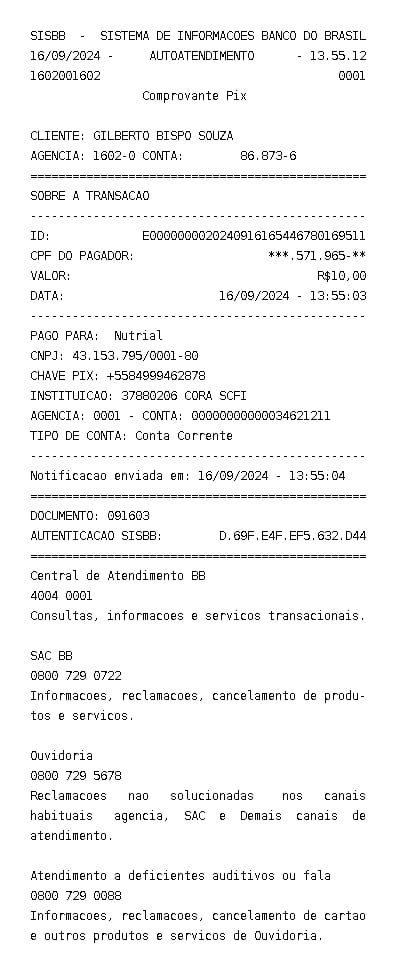 SISBB - SISTEMA DE INFORMACOES BANCO DO BRASIL
16/09/2024 - AUTOATENDIMENTO - 13.55.12
1602001602 0001
Comprovante Pix
CLIENTE: GILBERTO BISPO SOUZA
AGENCIA: 1602-0 CONTA: 86.873-6
================================================
SOBRE A TRANSACAO
------------------------------------------------
ID: E0000000020240916165446780169511
CPF DO PAGADOR: ***.571.965-**
VALOR: R$10,00
DATA: 16/09/2024 - 13:55:03
------------------------------------------------
PAGO PARA: Nutrial
CNPJ: 43.153.795/0001-80
CHAVE PIX: +5584999462878
INSTITUICAO: 37880206 CORA SCFI
AGENCIA: 0001 - CONTA: 00000000000034621211
TIPO DE CONTA: Conta Corrente
------------------------------------------------
Notificacao enviada em: 16/09/2024 - 13:55:04
================================================
DOCUMENTO: 091603
AUTENTICACAO SISBB: D.69F.E4F.EF5.632.D44
================================================
Central de Atendimento BB
4004 0001
Consultas, informacoes e servicos transacionais.
SAC BB
0800 729 0722
Informacoes, reclamacoes, cancelamento de produ-
tos e servicos.
Ouvidoria
0800 729 5678
Reclamacoes nao solucionadas nos canais
habituais agencia, SAC e Demais canais de
atendimento.
Atendimento a deficientes auditivos ou fala
0800 729 0088
Informacoes, reclamacoes, cancelamento de cartao
e outros produtos e servicos de Ouvidoria.